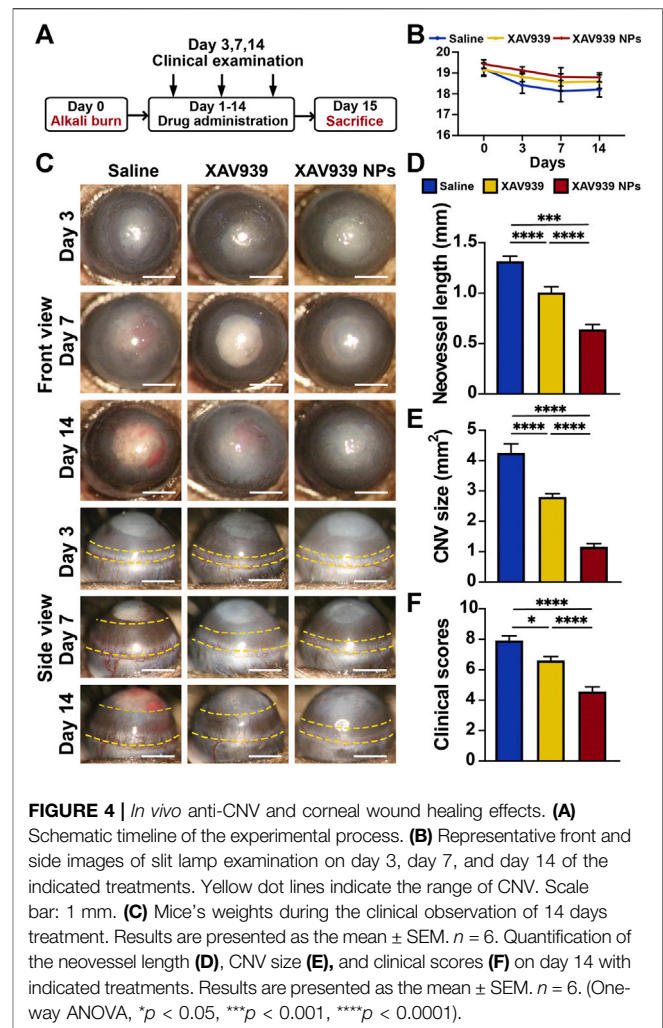 A
Day 3,7,14
Clinical examination
Day 0
Alkali burn
Day 1-14
Drug administration
Day 15
Sacrifice
B
Saline XAV939 XAV939 NPs
20
19
18
17
16
0 3 7 14
Days
C
Saline XAV939 XAV939 NPs
Front view
Day 3
Day 7
Day 14
Side view
Day 3
Day 7
Day 14
D
Saline XAV939 XAV939 NPs
Neovessel length (mm)
1.5
1.0
0.5
0
***
**** ****
E
CNV size (mm²)
5
4
3
2
1
0
****
**** ****
F
Clinical scores
10
8
6
4
2
0
****
* ****
FIGURE 4 | In vivo anti-CNV and corneal wound healing effects. (A)
Schematic timeline of the experimental process. (B) Representative front and
side images of slit lamp examination on day 3, day 7, and day 14 of the
indicated treatments. Yellow dot lines indicate the range of CNV. Scale
bar: 1 mm. (C) Mice's weights during the clinical observation of 14 days
treatment. Results are presented as the mean ± SEM. n = 6. Quantification of
the neovessel length (D), CNV size (E), and clinical scores (F) on day 14 with
indicated treatments. Results are presented as the mean ± SEM. n = 6. (One-
way ANOVA, *p < 0.05, ***p < 0.001, ****p < 0.0001).